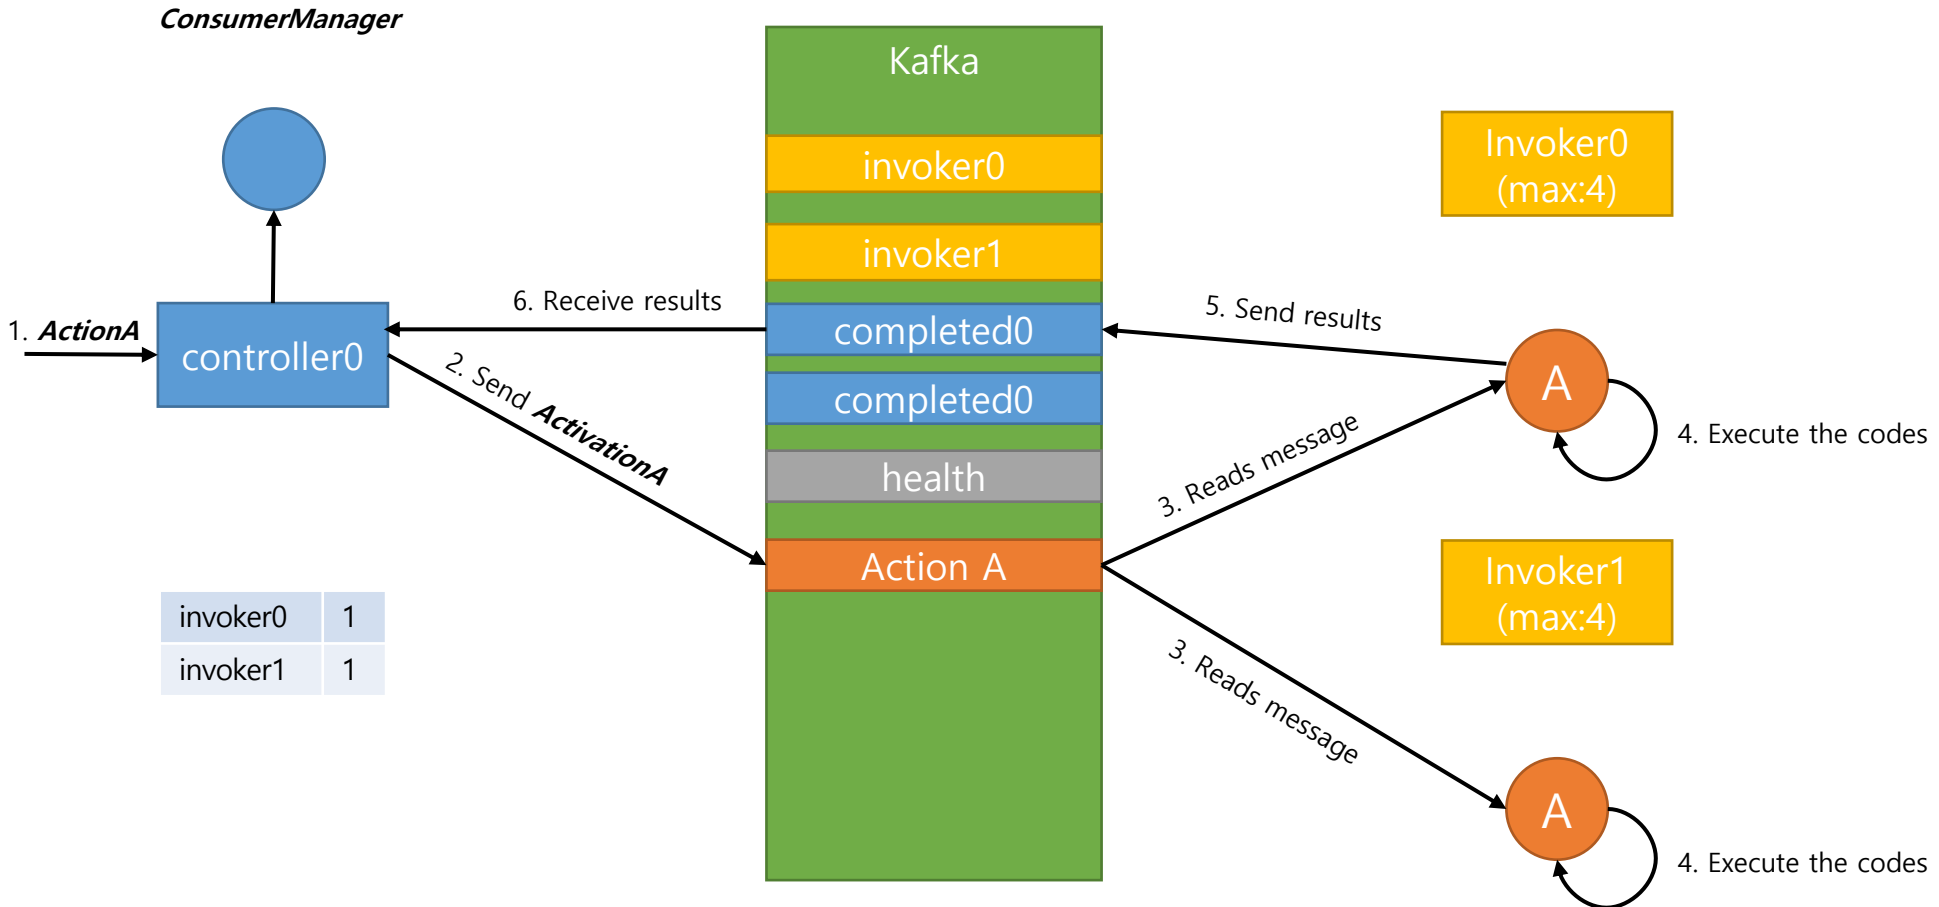 ConsumerManager
Kafka
invoker0
invoker1
completed0
completed0
health
Action A
Invoker0
(max:4)
Invoker1
(max:4)
1. ActionA
controller0
6. Receive results
2. Send ActivationA
5. Send results
3. Reads message
3. Reads message
A
4. Execute the codes
A
4. Execute the codes
invoker0 1
invoker1 1